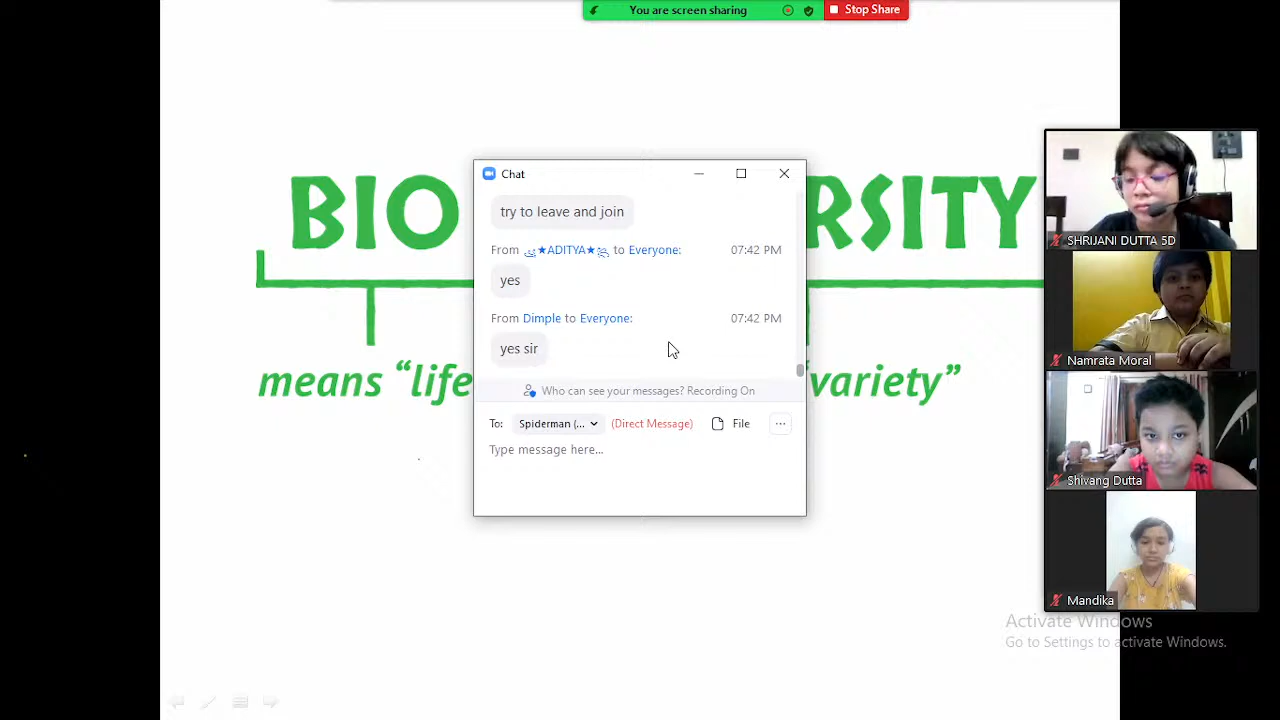 You are screen sharing
Stop Share
BIO RSITY
means “life “variety”
Chat
try to leave and join
From ★ADITYA★ to Everyone: 07:42 PM
yes
From Dimple to Everyone: 07:42 PM
yes sir
Who can see your messages? Recording On
To: Spiderman (... (Direct Message) File
Type message here...
SHRIJANI DUTTA 5D
Namrata Moral
Shivang Dutta
Mandika
Activate Windows
Go to Settings to activate Windows.